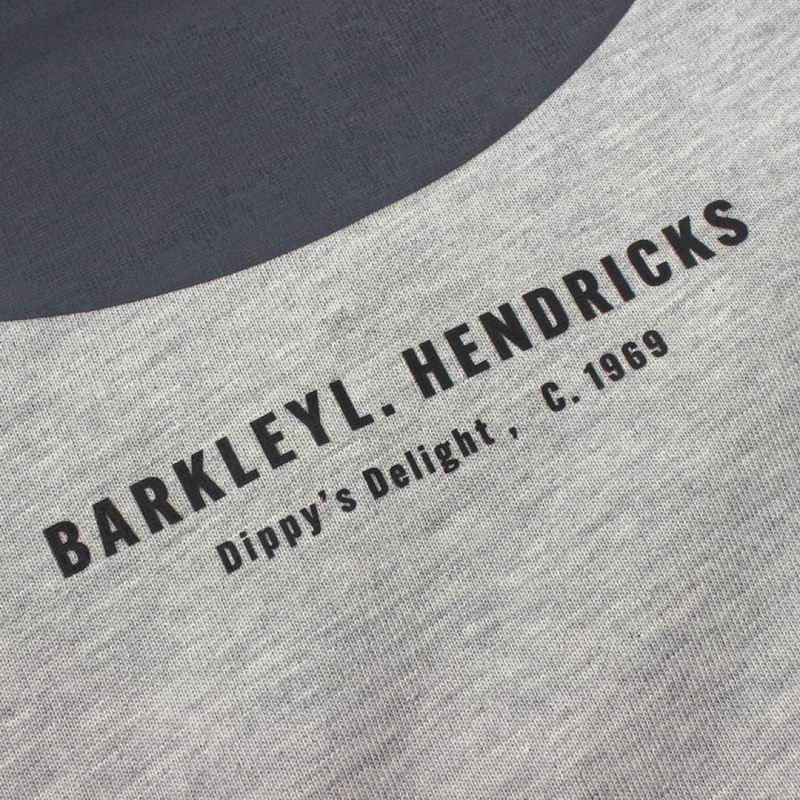 BARKLEYL. HENDRICKS
Dippy's Delight , C. 1969